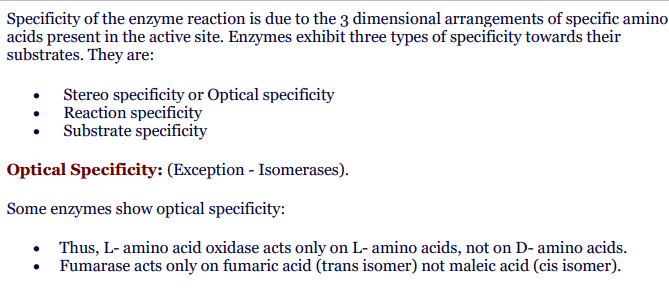 Specificity of the enzyme reaction is due to the 3 dimensional arrangements of specific amino
acids present in the active site. Enzymes exhibit three types of specificity towards their
substrates. They are:
• Stereo specificity or Optical specificity
• Reaction specificity
• Substrate specificity
Optical Specificity: (Exception - Isomerases).
Some enzymes show optical specificity:
• Thus, L- amino acid oxidase acts only on L- amino acids, not on D- amino acids.
• Fumarase acts only on fumaric acid (trans isomer) not maleic acid (cis isomer).